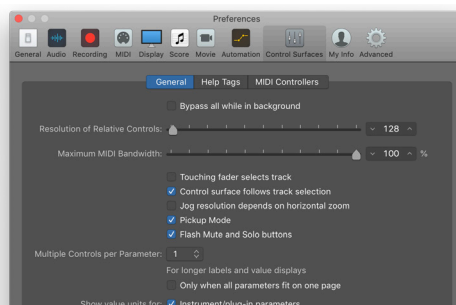 Preferences
General Audio Recording MIDI Display Score Movie Automation Control Surfaces My Info Advanced
General Help Tags MIDI Controllers
Bypass all while in background
Resolution of Relative Controls: 128
Maximum MIDI Bandwidth: 100 %
Touching fader selects track
Control surface follows track selection
Jog resolution depends on horizontal zoom
Pickup Mode
Flash Mute and Solo buttons
Multiple Controls per Parameter: 1
For longer labels and value displays
Only when all parameters fit on one page
Show value units for: Instrument/plug-in parameters